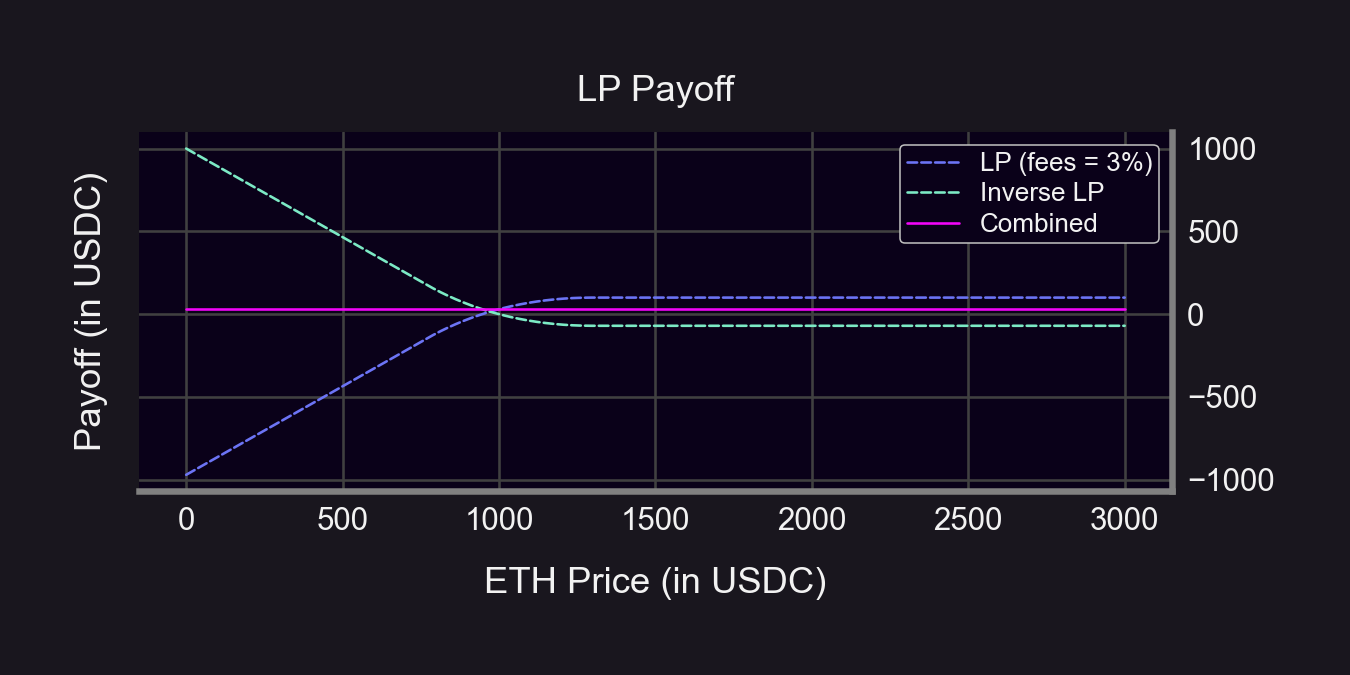 LP Payoff
Payoff (in USDC)
LP (fees = 3%)
Inverse LP
Combined
1000
500
0
−500
−1000
0 500 1000 1500 2000 2500 3000
ETH Price (in USDC)